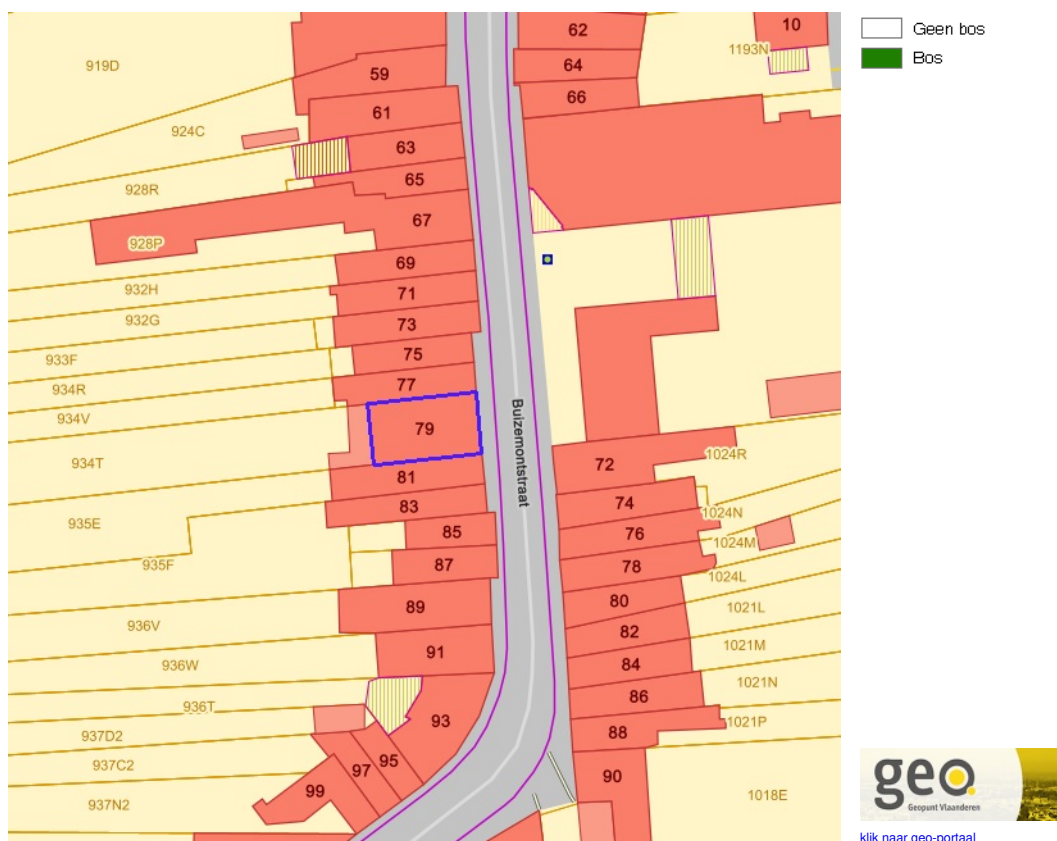 62
10
Geen bos
1193N
919D
64
Bos
59
66
61
924C
63
65
928R
67
928P
69
932H
71
932G
73
933F
75
934R
77
934V
79
Buizemontstraat
934T
72
1024R
81
935E
83
74
1024N
85
76
1024M
935F
87
78
1024L
89
80
1021L
936V
82
91
1021M
936W
84
1021N
86
936T
93
88
1021P
937D2
95
937C2
97
90
99
937N2
1018E
geo
Geopunt Vlaanderen
klik naar geo-portaal